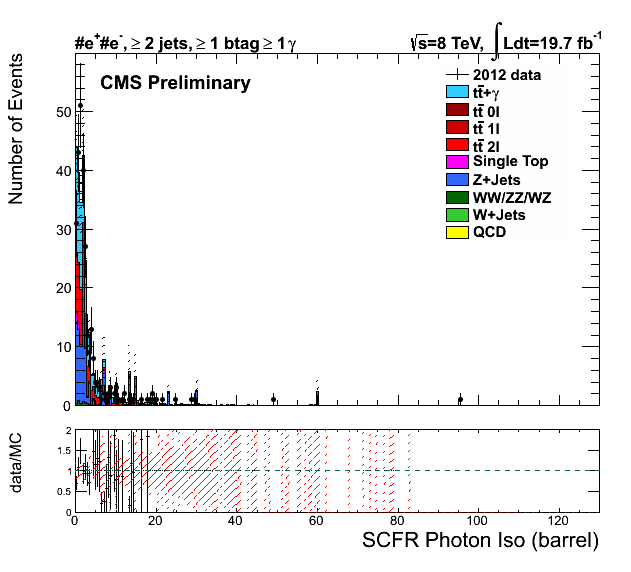 #e⁺#e⁻, ≥ 2 jets, ≥ 1 btag ≥ 1 γ
√s=8 TeV, ∫Ldt=19.7 fb⁻¹
CMS Preliminary
2012 data
tt̄+γ
tt̄ 0l
tt̄ 1l
tt̄ 2l
Single Top
Z+Jets
WW/ZZ/WZ
W+Jets
QCD
Number of Events
50
40
30
20
10
0
data/MC
2
1.5
1
0.5
0
0 20 40 60 80 100 120
SCFR Photon Iso (barrel)